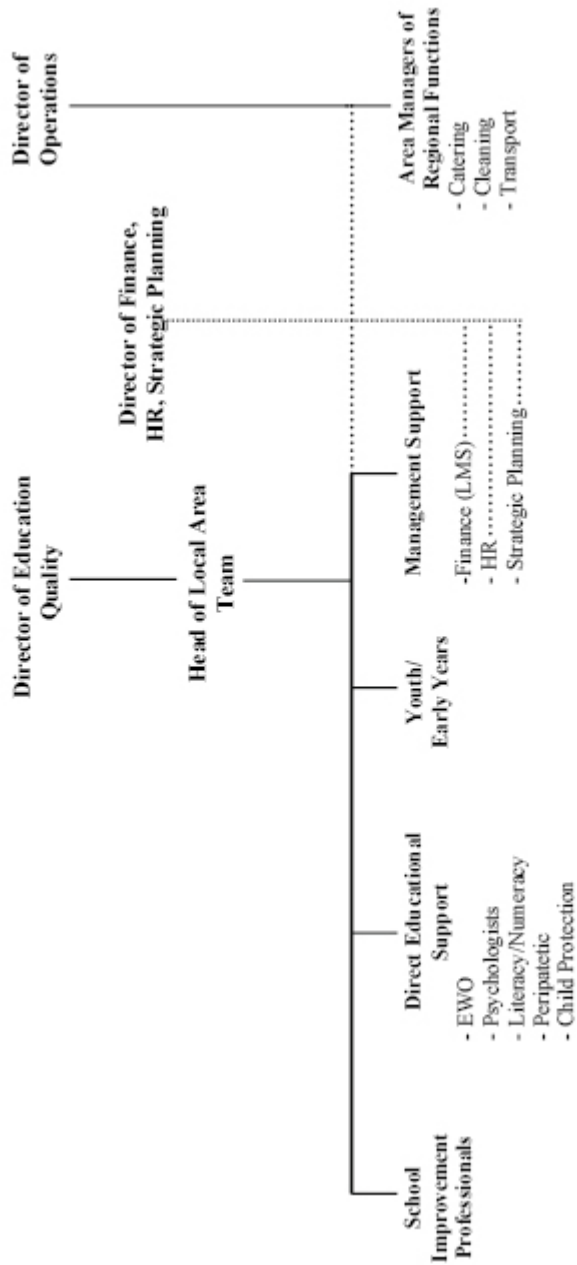 Director of Education
Quality
Director of Finance,
HR, Strategic Planning
Director of
Operations
Head of Local Area
Team
School
Improvement
Professionals
Direct Educational
Support
- EWO
- Psychologists
- Literacy/Numeracy
- Peripatetic
- Child Protection
Youth/
Early Years
Management Support
-Finance (LMS)
- HR
- Strategic Planning
Area Managers of
Regional Functions
- Catering
- Cleaning
- Transport